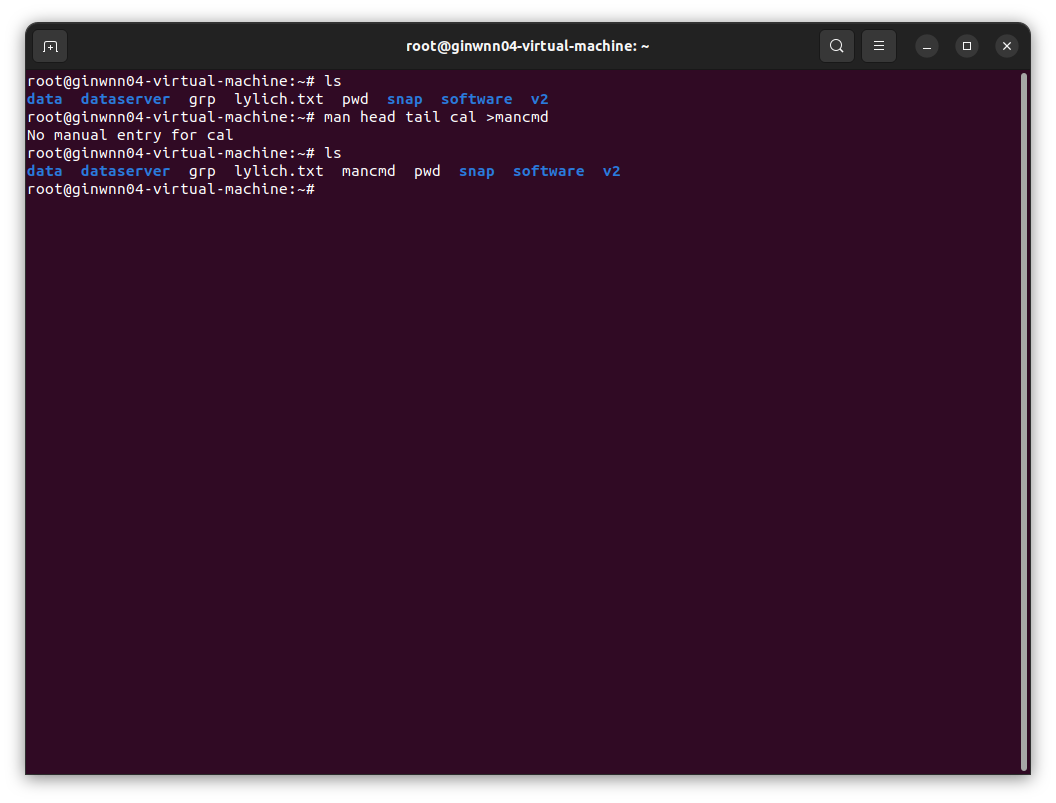 root@ginwnn04-virtual-machine: ~
root@ginwnn04-virtual-machine:~# ls
data  dataserver  grp  lylich.txt  pwd  snap  software  v2
root@ginwnn04-virtual-machine:~# man head tail cal >mancmd
No manual entry for cal
root@ginwnn04-virtual-machine:~# ls
data  dataserver  grp  lylich.txt  mancmd  pwd  snap  software  v2
root@ginwnn04-virtual-machine:~#